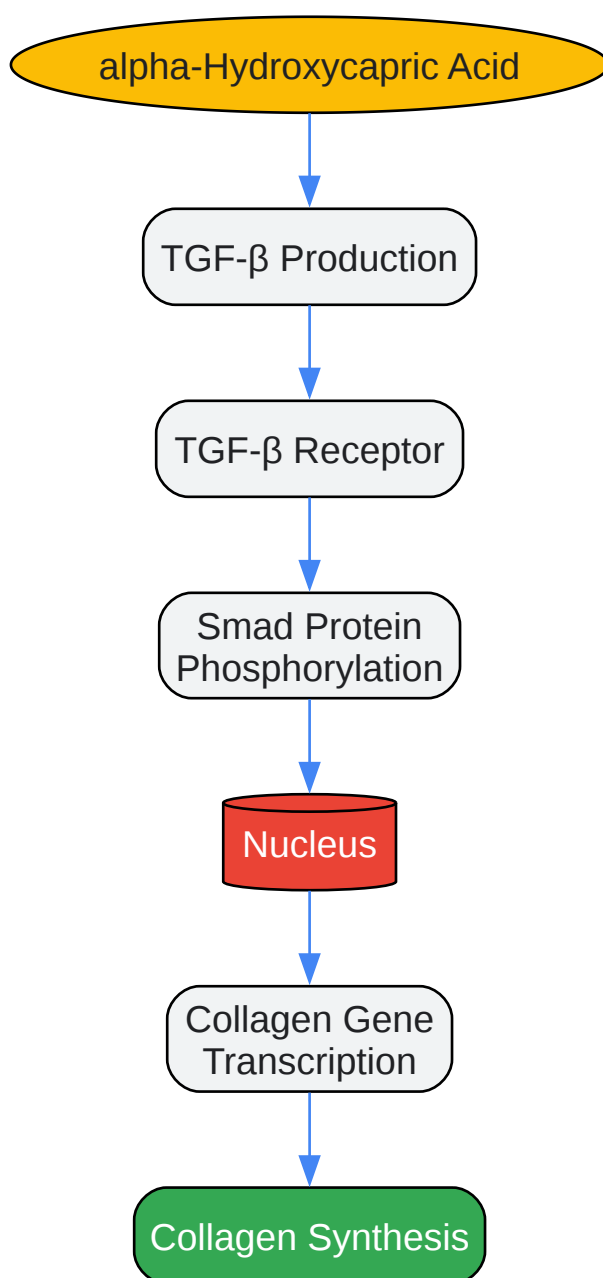 alpha-Hydroxycapric Acid
TGF-β Production
TGF-β Receptor
Smad Protein
Phosphorylation
Nucleus
Collagen Gene
Transcription
Collagen Synthesis